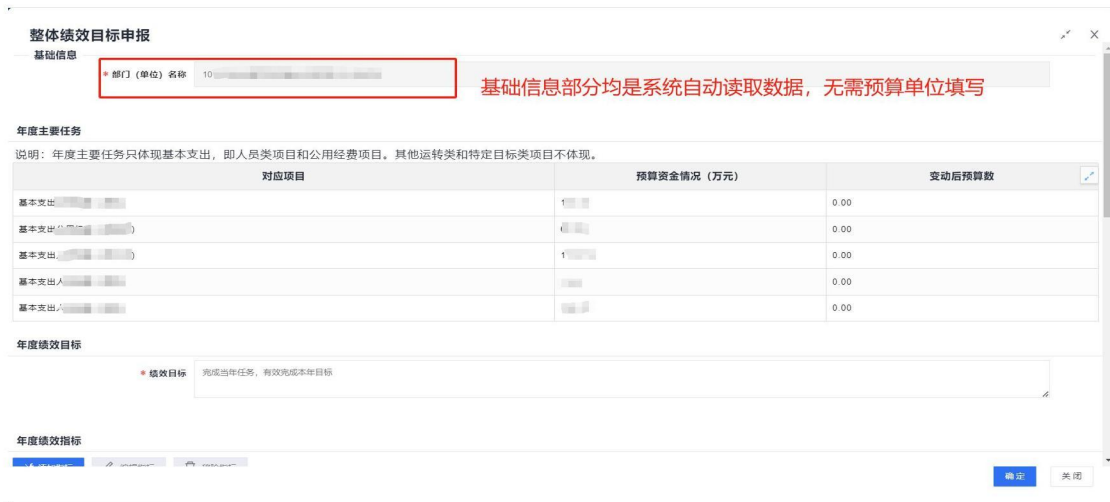 整体绩效目标申报
基础信息
* 部门（单位）名称 10
基础信息部分均是系统自动读取数据，无需预算单位填写
年度主要任务
说明：年度主要任务只体现基本支出，即人员类项目和公用经费项目。其他运转类和特定目标类项目不体现。
对应项目 预算资金情况（万元） 变动后预算数
基本支出 1 0.00
基本支出 0.00
基本支出 1 0.00
基本支出人 0.00
基本支出 0.00
年度绩效目标
* 绩效目标 完成当年任务，有效完成本年目标
年度绩效指标
确定 关闭